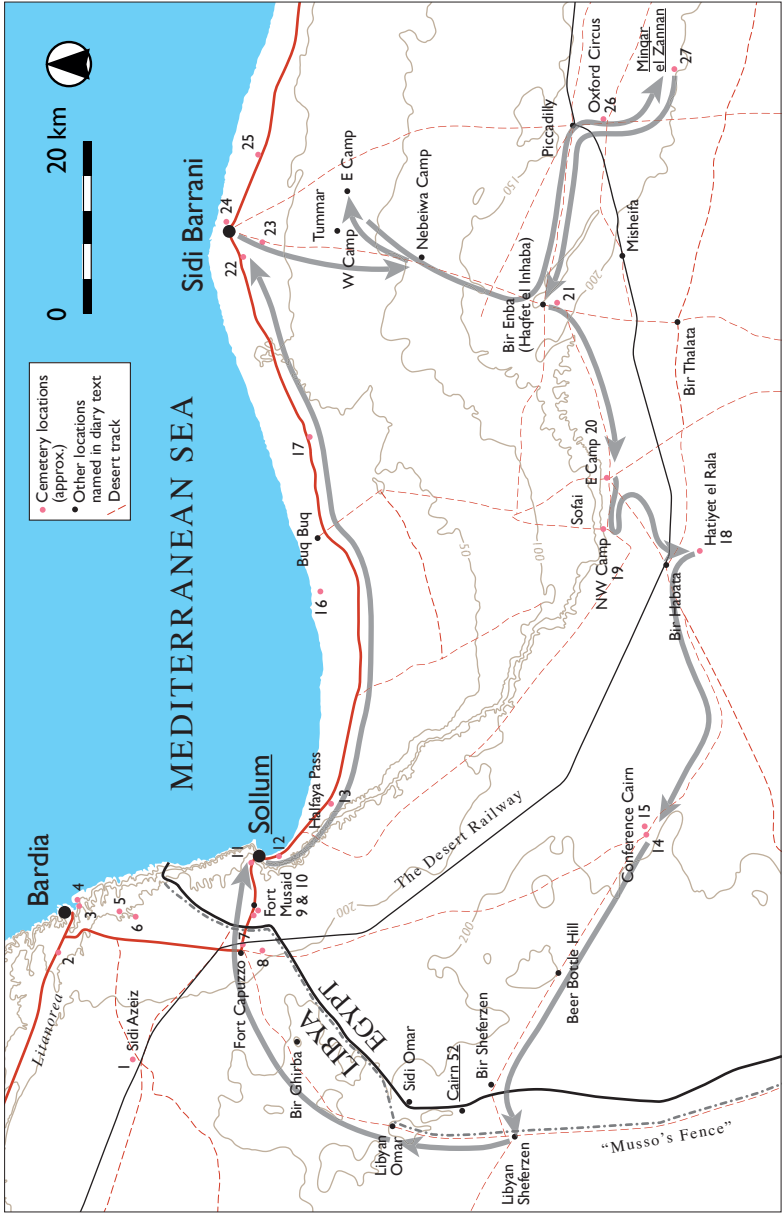 Bardia
Sollum
Sidi Barrani
MEDITERRANEAN SEA
0
20 km
Cemetery locations
(approx.)
Other locations
named in diary text
Desert track
Litanorea
1
Sidi Azeiz
2
3
4
5
6
Fort Capuzzo
7
8
Fort
Musaid
9 & 10
11
12
Halfaya Pass
13
16
Buq Buq
17
22
23
24
25
Tummar
W Camp
E Camp
Nebeiwa Camp
Piccadilly
Oxford Circus
26
Minqar
el Zannan
27
150
Bir Enba
(Haqfet el Inhaba)
21
200
Misheifa
Bir Thalata
Sofai
E Camp 20
NW Camp
19
Hatiyet el Rala
18
Bir Habata
50
100
The Desert Railway
200
200
Conference Cairn
15
14
Beer Bottle Hill
LIBYA
EGYPT
Bir Ghirba
Sidi Omar
Cairn 52
Bir Sheferzen
Libyan
Omar
Libyan
Sheferzen
"Musso's Fence"